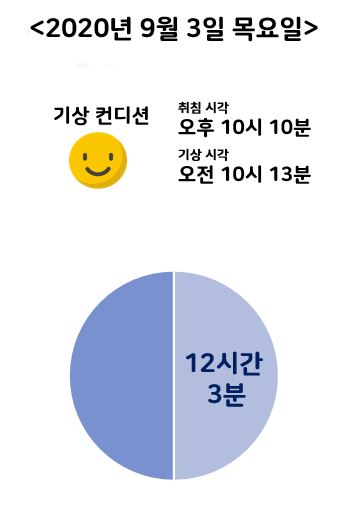 <2020년 9월 3일 목요일>
기상 컨디션
취침 시각
오후 10시 10분
기상 시각
오전 10시 13분
12시간
3분